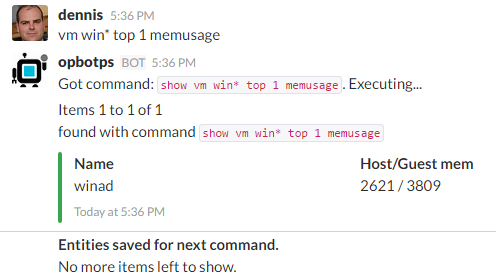 dennis 5:36 PM
vm win* top 1 memusage
opbotps BOT 5:36 PM
Got command: show vm win* top 1 memusage. Executing...
Items 1 to 1 of 1
found with command show vm win* top 1 memusage
Name Host/Guest mem
winad 2621 / 3809
Today at 5:36 PM
Entities saved for next command.
No more items left to show.